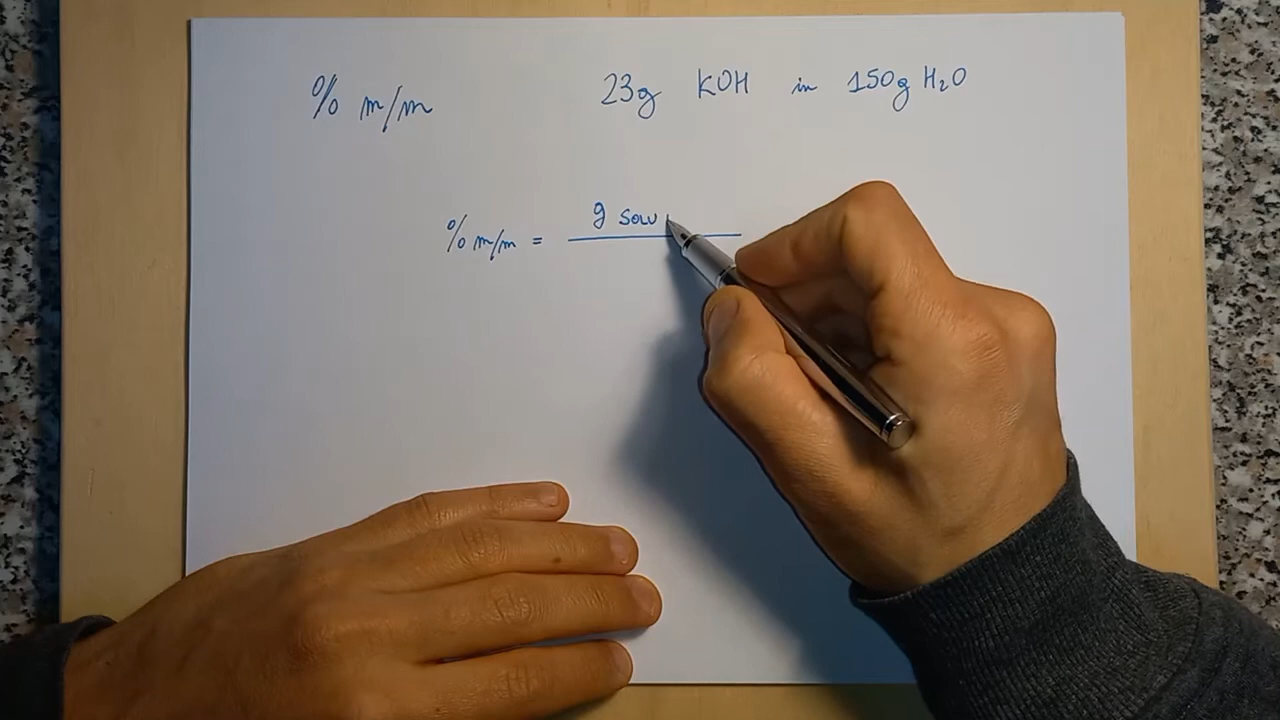 % m/m 23g KOH in 150g H₂O
% m/m = g solu